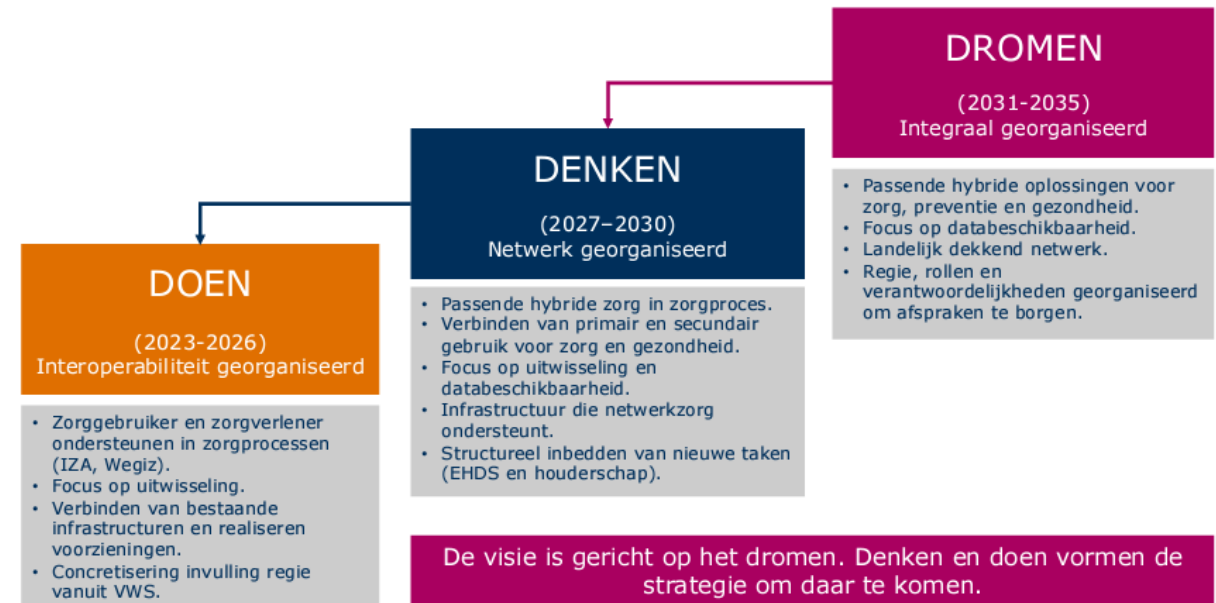 DROMEN
(2031-2035)
Integraal georganiseerd
• Passende hybride oplossingen voor
zorg, preventie en gezondheid.
• Focus op databeschikbaarheid.
• Landelijk dekkend netwerk.
• Regie, rollen en
verantwoordelijkheden georganiseerd
om afspraken te borgen.
DENKEN
(2027–2030)
Netwerk georganiseerd
• Passende hybride zorg in zorgproces.
• Verbinden van primair en secundair
gebruik voor zorg en gezondheid.
• Focus op uitwisseling en
databeschikbaarheid.
• Infrastructuur die netwerkzorg
ondersteunt.
• Structureel inbedden van nieuwe taken
(EHDS en houderschap).
DOEN
(2023-2026)
Interoperabiliteit georganiseerd
• Zorggebruiker en zorgverlener
ondersteunen in zorgprocessen
(IZA, Wegiz).
• Focus op uitwisseling.
• Verbinden van bestaande
infrastructuren en realiseren
voorzieningen.
• Concretisering invulling regie
vanuit VWS.
De visie is gericht op het dromen. Denken en doen vormen de
strategie om daar te komen.